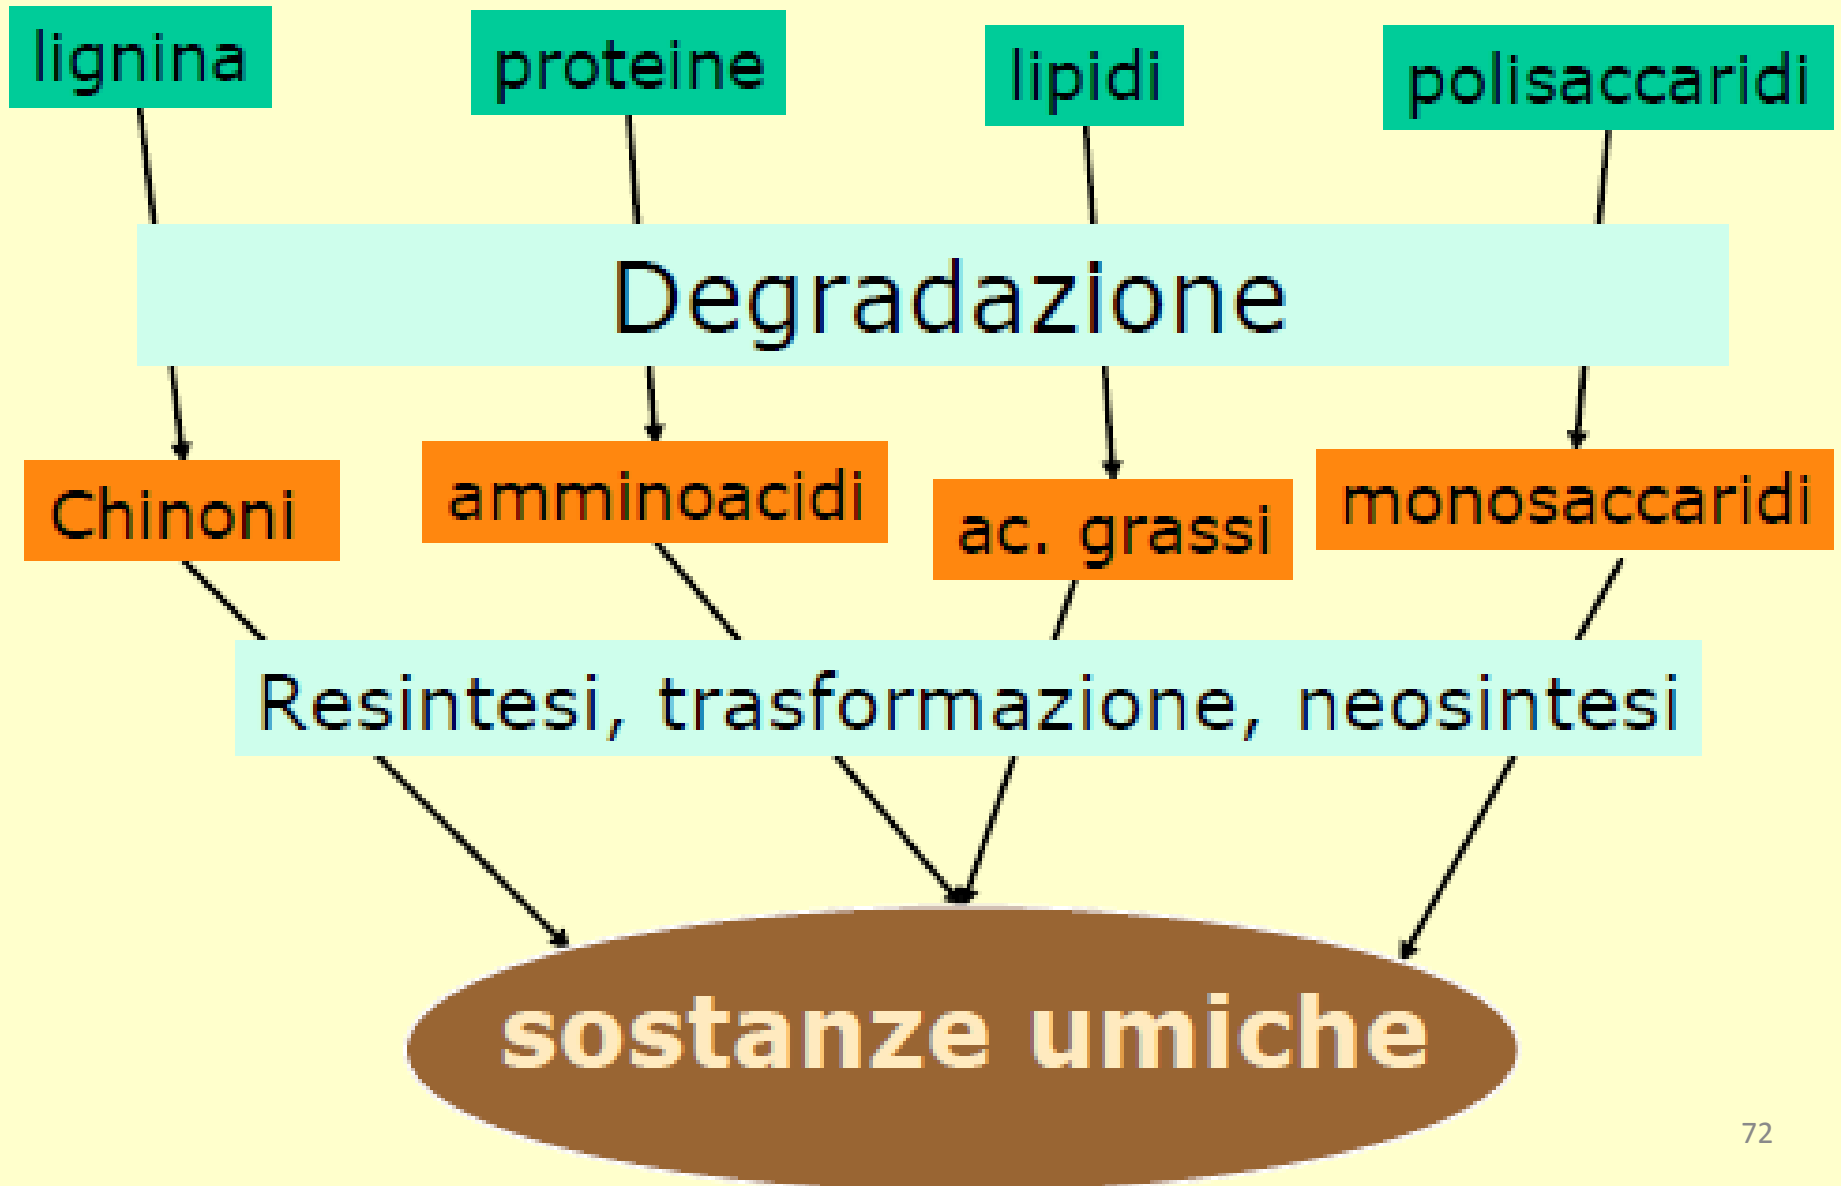 lignina
proteine
lipidi
polisaccaridi
Degradazione
Chinoni
amminoacidi
ac. grassi
monosaccaridi
Resintesi, trasformazione, neosintesi
sostanze umiche
72